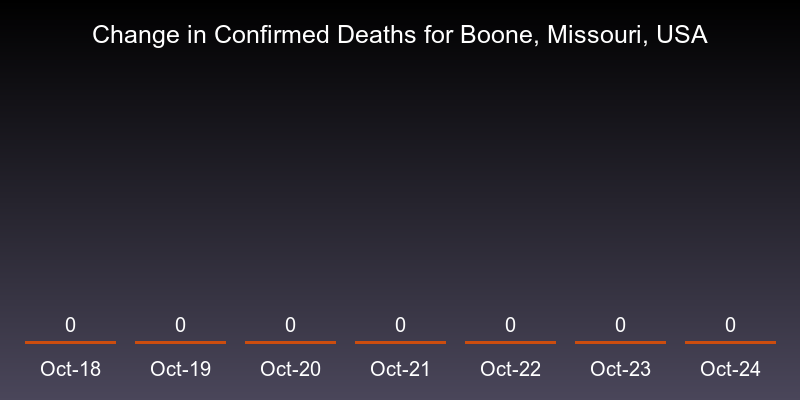 Change in Confirmed Deaths for Boone, Missouri, USA
0 0 0 0 0 0 0
Oct-18 Oct-19 Oct-20 Oct-21 Oct-22 Oct-23 Oct-24